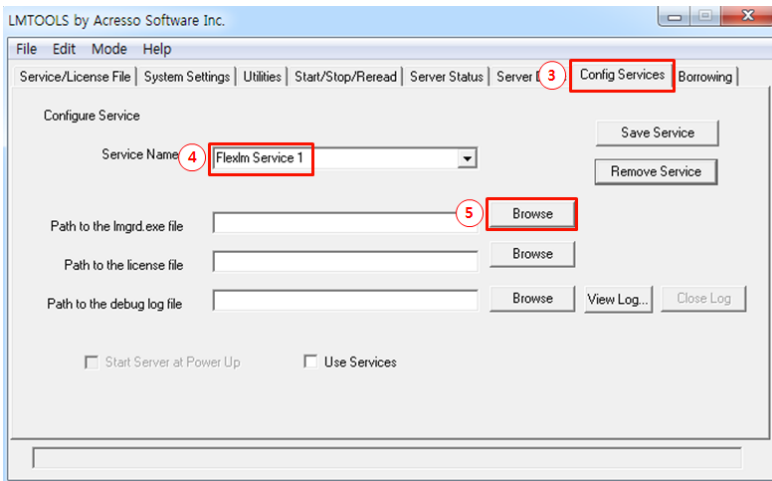 LMTOOLS by Acresso Software Inc.
File Edit Mode Help
Service/License File System Settings Utilities Start/Stop/Reread Server Status Server D 3 Config Services Borrowing
Configure Service
Save Service
Service Name 4 Flexlm Service 1
Remove Service
5 Browse
Path to the lmgrd.exe file
Browse
Path to the license file
Path to the debug log file Browse View Log... Close Log
Start Server at Power Up Use Services